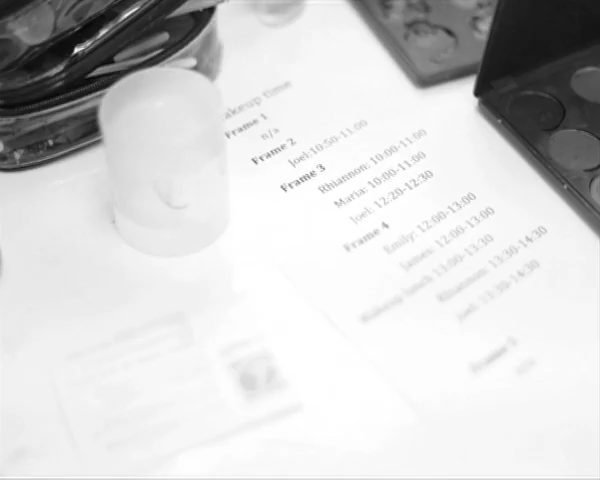 akeup time
Frame 1
n/a
Frame 2
Joel:10:50-11:00
Frame 3
Rhiannon: 10:00-11:00
Maria: 10:00-11:00
Joel: 12:20-12:30
Frame 4
Emily: 12:00-13:00
James: 12:00-13:00
Makeup lunch 13:00-13:30
Rhiannon: 13:30-14:30
Joel: 13:30-14:30
Frame 5
n/a